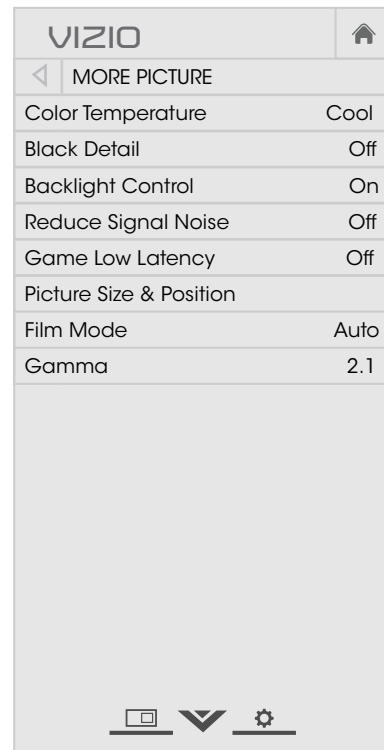 VIZIO
MORE PICTURE
Color Temperature Cool
Black Detail Off
Backlight Control On
Reduce Signal Noise Off
Game Low Latency Off
Picture Size & Position
Film Mode Auto
Gamma 2.1